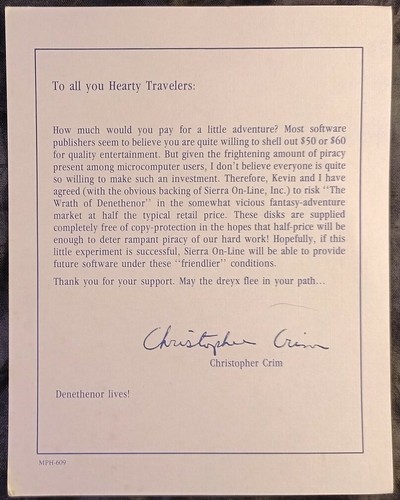 To all you Hearty Travelers:
How much would you pay for a little adventure? Most software
publishers seem to believe you are quite willing to shell out $50 or $60
for quality entertainment. But given the frightening amount of piracy
present among microcomputer users, I don't believe everyone is quite
so willing to make such an investment. Therefore, Kevin and I have
agreed (with the obvious backing of Sierra On-Line, Inc.) to risk "The
Wrath of Denethenor" in the somewhat vicious fantasy-adventure
market at half the typical retail price. These disks are supplied
completely free of copy-protection in the hopes that half-price will be
enough to deter rampant piracy of our hard work! Hopefully, if this
little experiment is successful, Sierra On-Line will be able to provide
future software under these "friendlier" conditions.
Thank you for your support. May the dreyx flee in your path...
Christopher Crim
Christopher Crim
Denethenor lives!
MPH-609